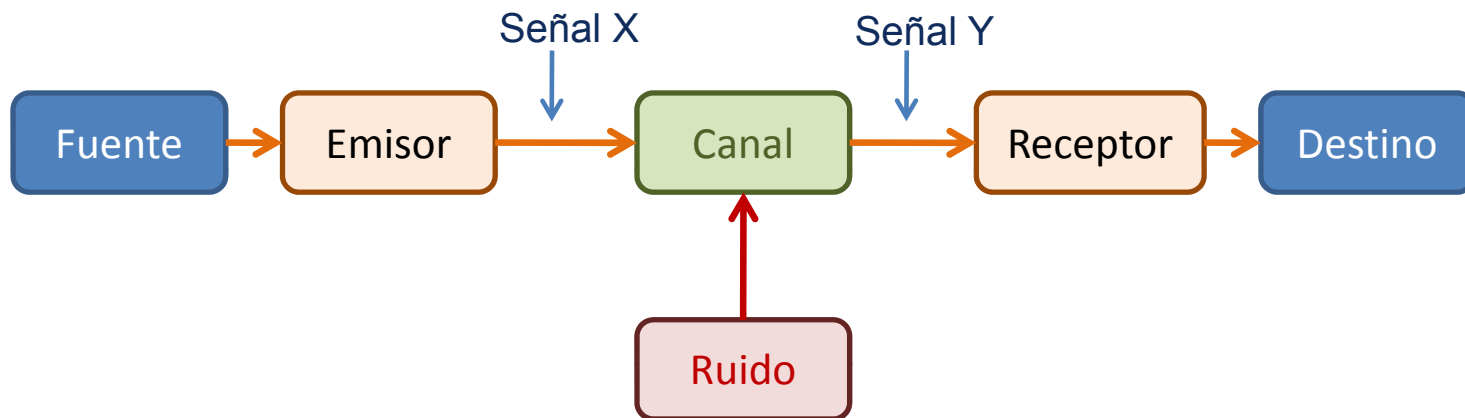 Señal X
Señal Y
Fuente
Emisor
Canal
Receptor
Destino
Ruido